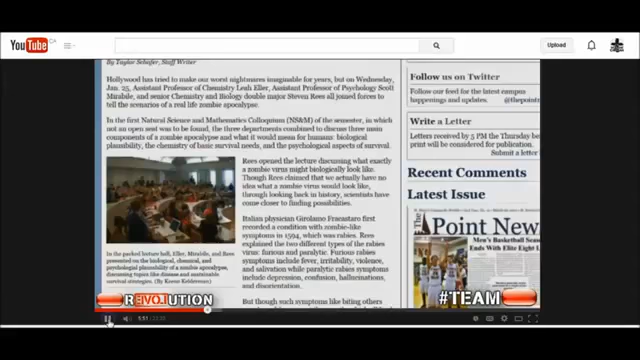 YouTube
Upload
By Taylor Schafer, Staff Writer
Hollywood has tried to make our worst nightmares imaginable for years, but on Wednesday,
Jan. 25, Assistant Professor of Chemistry Leah Eller, Assistant Professor of Psychology Scott
Mirabile, and senior Chemistry and Biology double major Steven Rees all joined forces to
tell the scenarios of a real life zombie apocalypse.
In the first Natural Science and Mathematics Colloquium (NS&M) of the semester, in which
not an open seat was to be found, the three departments combined to discuss three main
components of a zombie apocalypse and what it would mean for humans: biological
plausibility, the chemistry of basic survival needs, and the psychological aspects of survival.
Rees opened the lecture discussing what exactly
a zombie virus might biologically look like.
Though Rees claimed that we actually have no
idea what a zombie virus would look like,
through looking back in history, scientists have
come closer to finding possibilities.
Italian physician Girolamo Fracastaro first
recorded a condition with zombie-like
symptoms in 1594, which was rabies. Rees
explained the two different types of the rabies
virus: furious and paralytic. Furious rabies
symptoms include fever, irritability, violence,
and salivation while paralytic rabies symptoms
include depression, confusion, hallucinations,
and disorientation.
But though such symptoms like biting others
In the packed lecture hall, Eller, Mirabile, and Rees
presented on the biological, chemical, and
psychological plausibility of a zombie apocalypse,
discussing topics like disease and sustainable
survival strategies. (By Keene Kelderman)
Follow us on Twitter
Follow our feed for the latest campus
happenings and updates. @thepoint
Write a Letter
Letters received by 5 PM the Thursday be
print will be considered for publication.
Submit a letter
Recent Comments
Latest Issue
The
Point New
Men's Basketball Seas
Ends With Elite Eight L
REVOLUTION
#TEAM